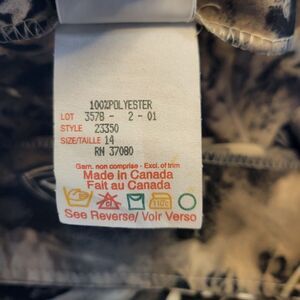 100%POLYESTER
LOT 3578 - 2 - 01
STYLE 23350
SIZE/TAILLE 14
RN 37080
Garn. non comprise - Excl. of trim
Made in Canada
Fait au Canada
110°C
See Reverse/ Voir Verso